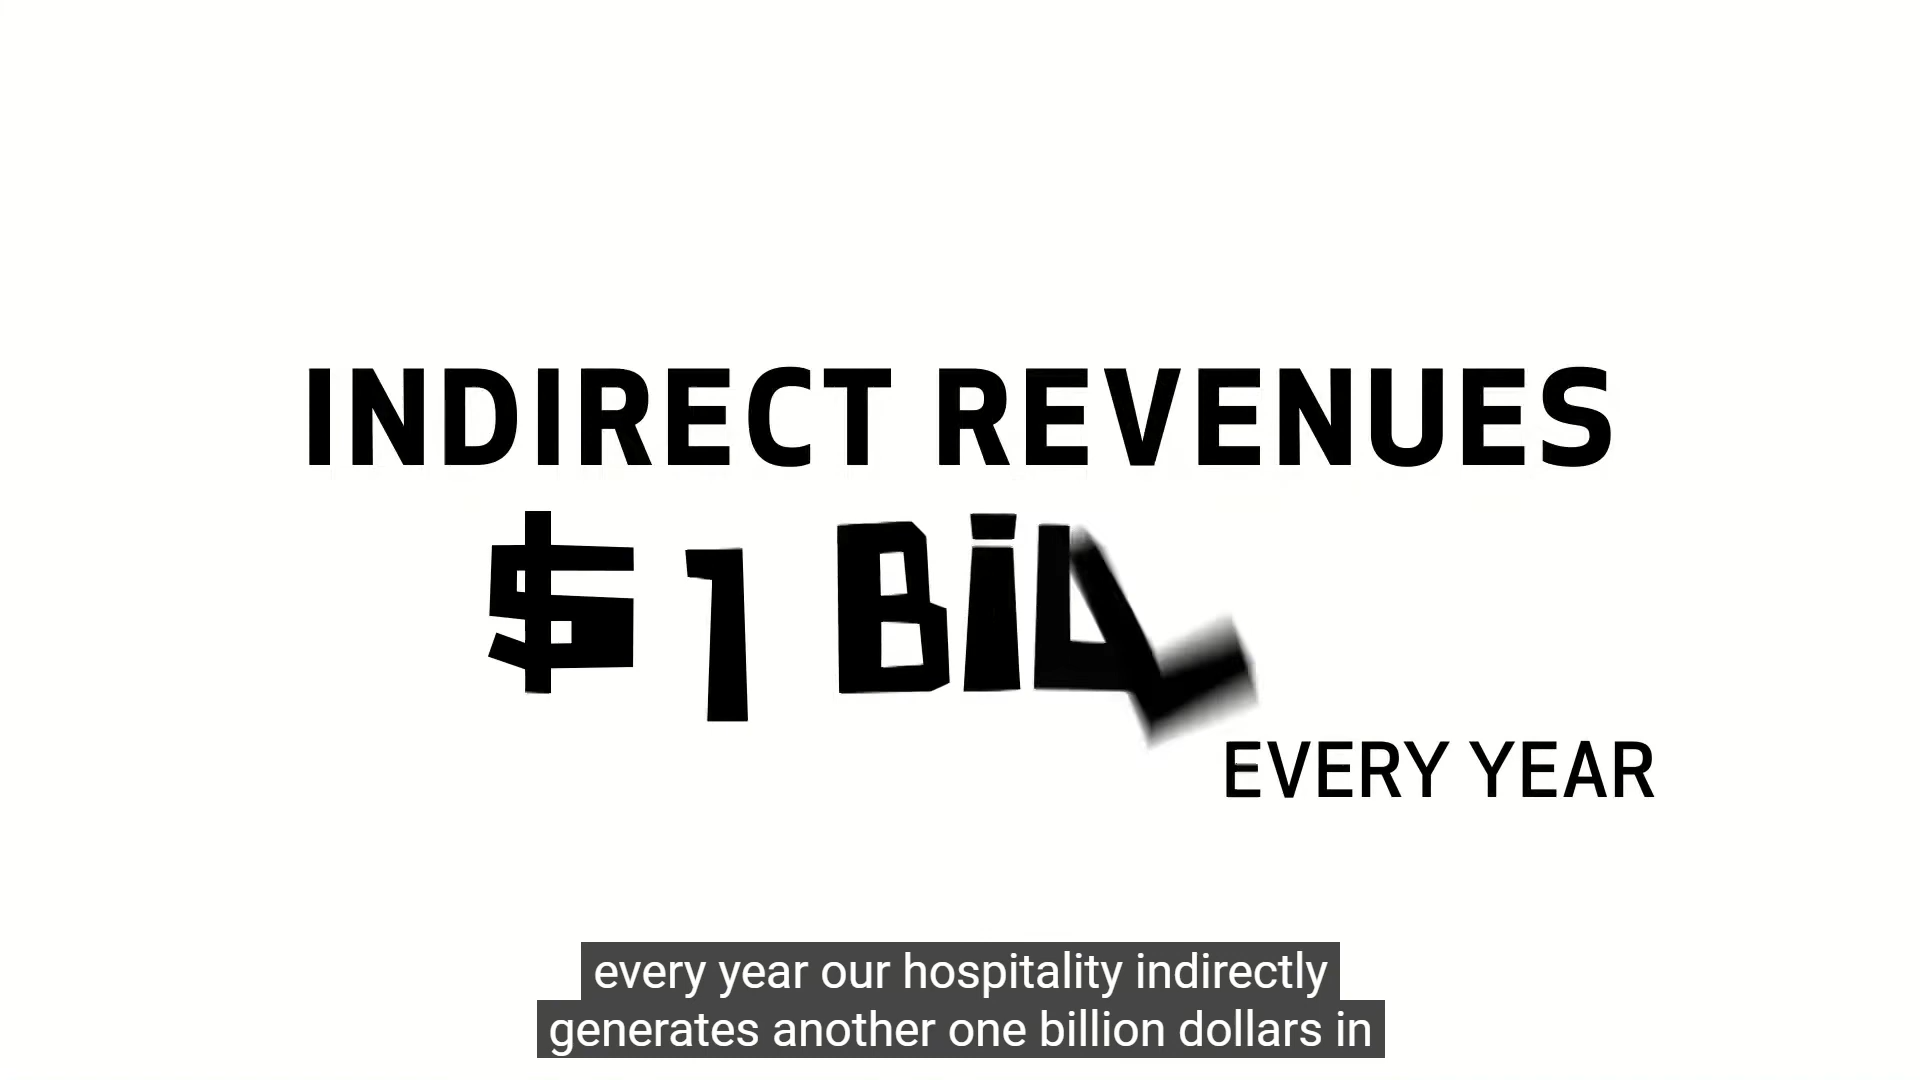 INDIRECT REVENUES
$1 BiL
EVERY YEAR
every year our hospitality indirectly
generates another one billion dollars in